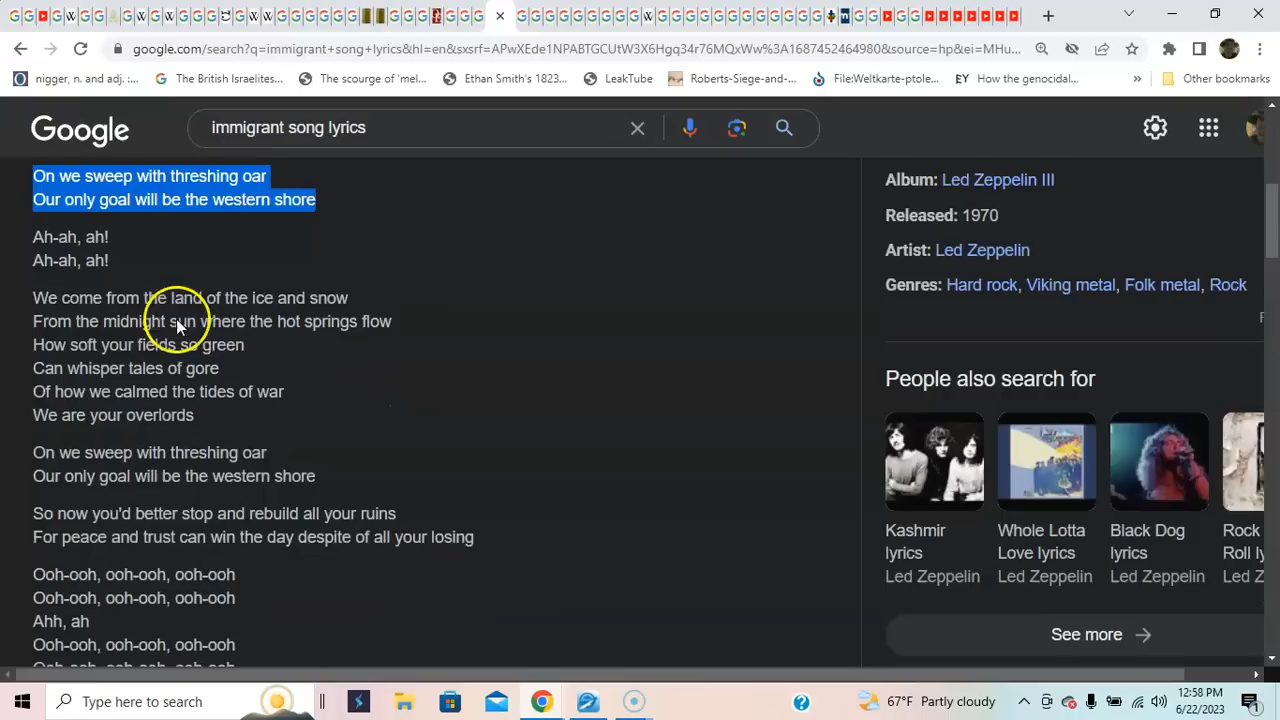 google.com/search?q=immigrant+song+lyrics&hl=en&sxsrf=APwXEde1NPABTGCUtW3X6Hgq34r76MQxWw%3A1687452464980&source=hp&ei=MHu...
nigger, n. and adj. :...
The British Israelites...
The scourge of 'mel...
Ethan Smith's 1823...
LeakTube
Roberts-Siege-and-...
File:Weltkarte-ptole...
EY How the genocidal...
»
Other bookmarks
Google
immigrant song lyrics
On we sweep with threshing oar
Our only goal will be the western shore
Ah-ah, ah!
Ah-ah, ah!
We come from the land of the ice and snow
From the midnight sun where the hot springs flow
How soft your fields so green
Can whisper tales of gore
Of how we calmed the tides of war
We are your overlords
On we sweep with threshing oar
Our only goal will be the western shore
So now you'd better stop and rebuild all your ruins
For peace and trust can win the day despite of all your losing
Ooh-ooh, ooh-ooh, ooh-ooh
Ooh-ooh, ooh-ooh, ooh-ooh
Ahh, ah
Ooh-ooh, ooh-ooh, ooh-ooh
Ooh-ooh, ooh-ooh, ooh-ooh
Album: Led Zeppelin III
Released: 1970
Artist: Led Zeppelin
Genres: Hard rock, Viking metal, Folk metal, Rock
F
People also search for
Kashmir
lyrics
Led Zeppelin
Whole Lotta
Love lyrics
Led Zeppelin
Black Dog
lyrics
Led Zeppelin
Rock
Roll ly
Led Z
See more
Type here to search
67°F Partly cloudy
12:58 PM
6/22/2023